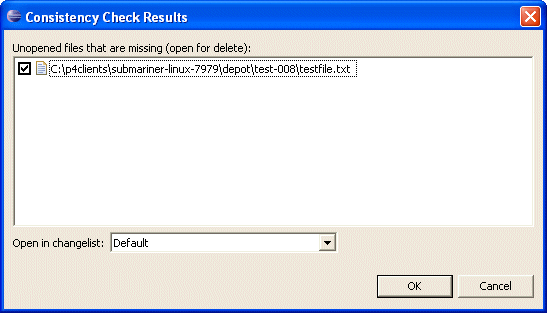 Consistency Check Results
Unopened files that are missing (open for delete):
C:\p4clients\submariner-linux-7979\depot\test-008\testfile.txt
Open in changelist: Default
OK Cancel